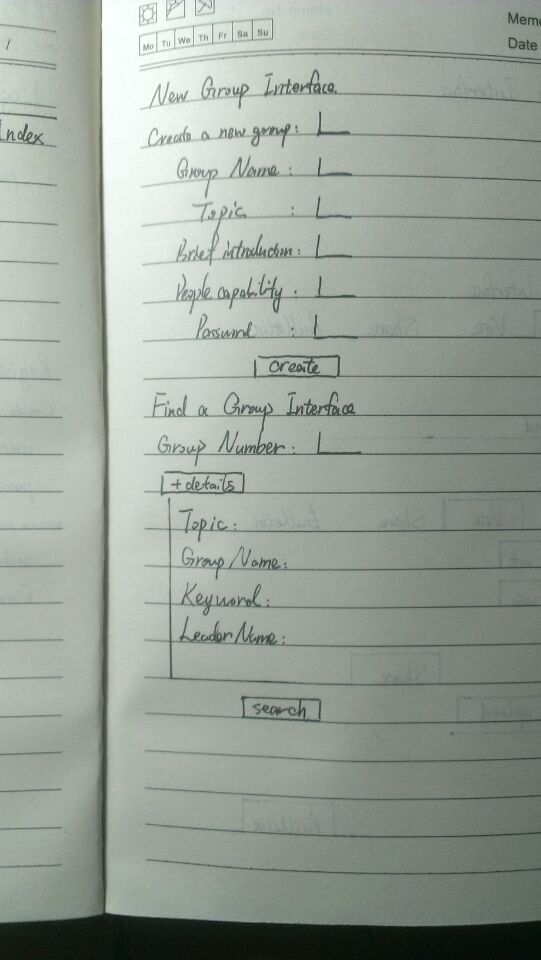 /
Index
Mo Tu We Th Fr Sa Su
Memo
Date
New Group Interface.
Create a new group:
Group Name:
Topic :
Brief introduction:
People capability:
Password :
create
Find a Group Interface
Group Number:
+details
Topic:
Group Name:
Keyword:
Leader Name:
search